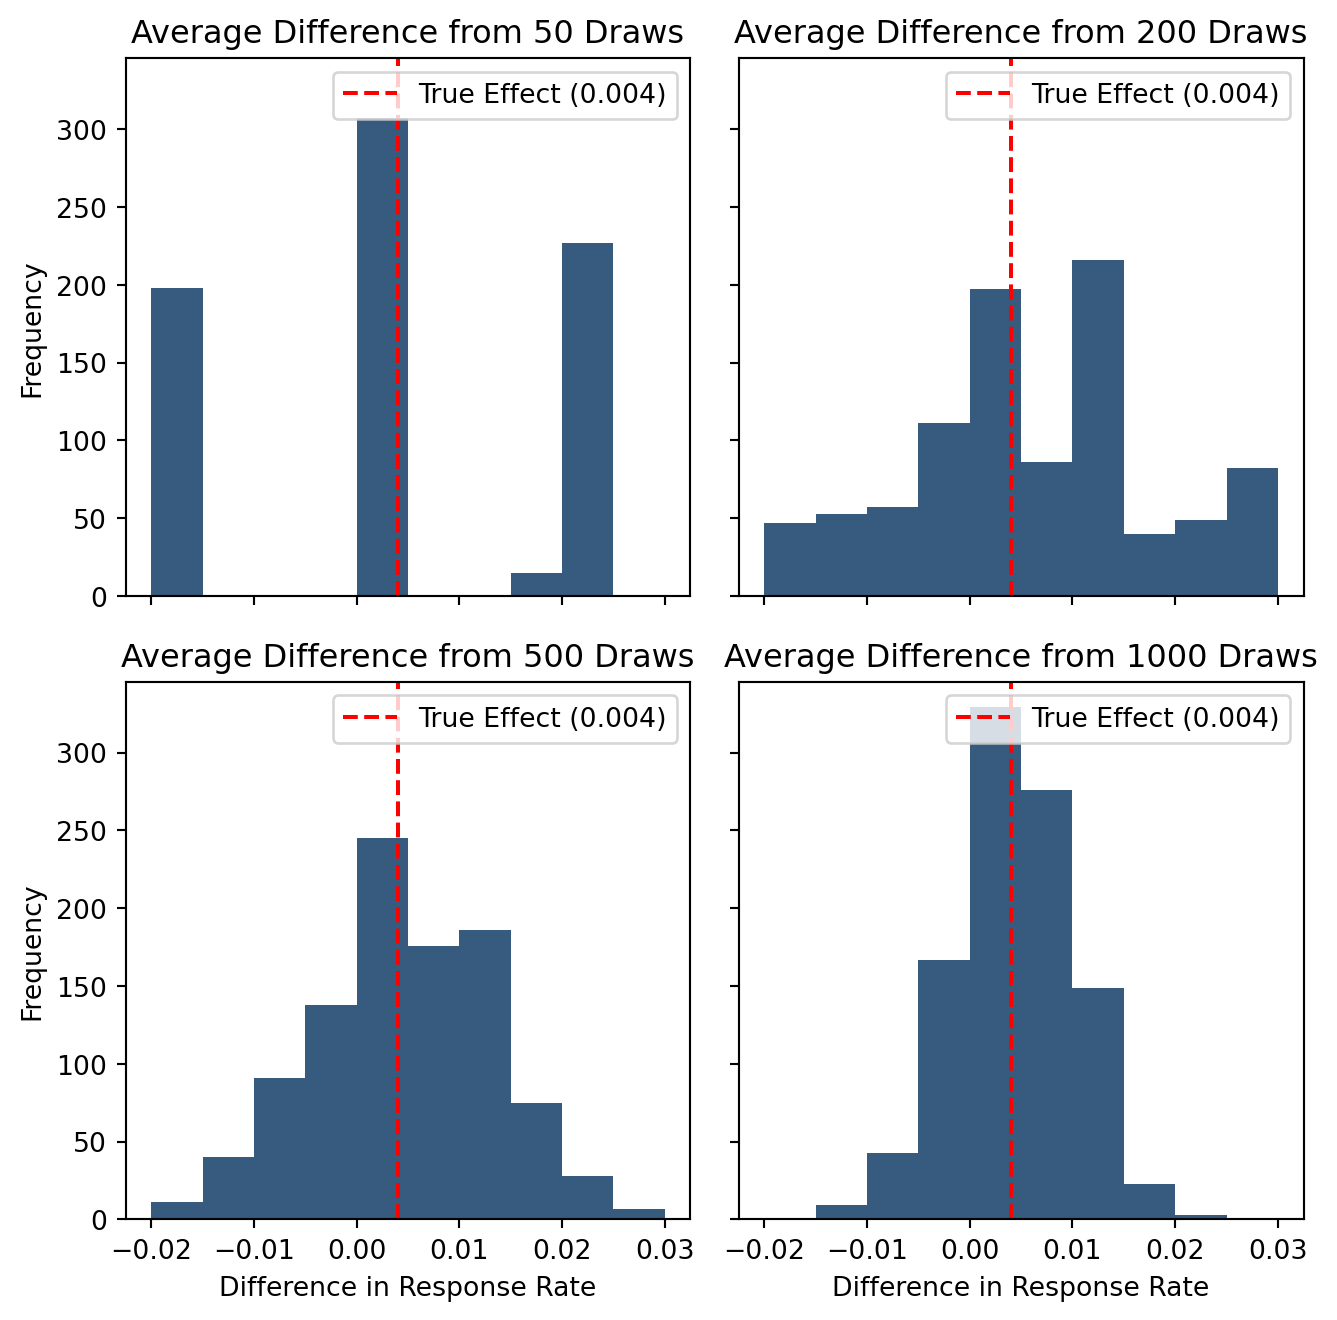 Average Difference from 50 Draws
True Effect (0.004)
Frequency
300
250
200
150
100
50
0
Average Difference from 200 Draws
True Effect (0.004)
Average Difference from 500 Draws
True Effect (0.004)
Frequency
300
250
200
150
100
50
0
−0.02 −0.01 0.00 0.01 0.02 0.03
Difference in Response Rate
Average Difference from 1000 Draws
True Effect (0.004)
−0.02 −0.01 0.00 0.01 0.02 0.03
Difference in Response Rate